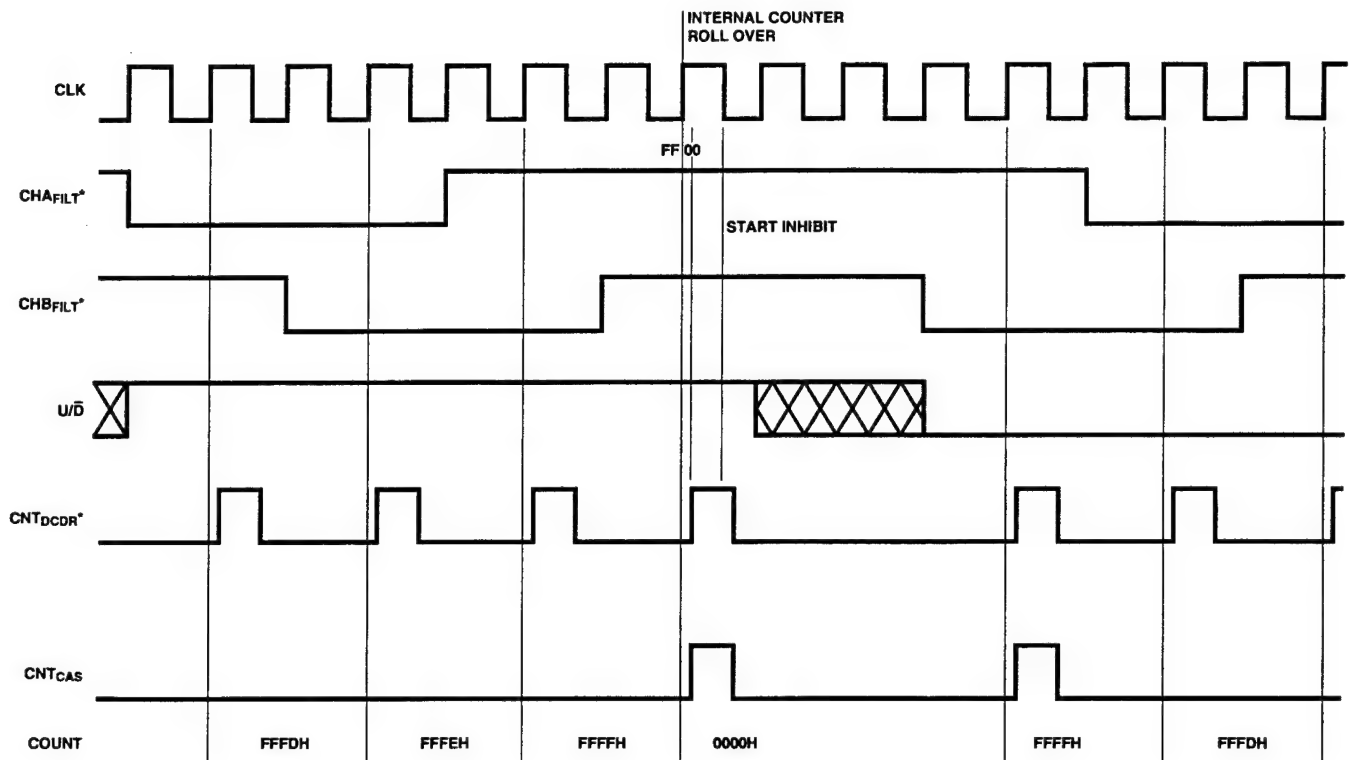 INTERNAL COUNTER
ROLL OVER
CLK
FF 00
CHAFILT*
START INHIBIT
CHBFILT*
U/D̅
CNTDCDR*
CNTCAS
COUNT FFFDH FFFEH FFFFH 0000H FFFFH FFFDH